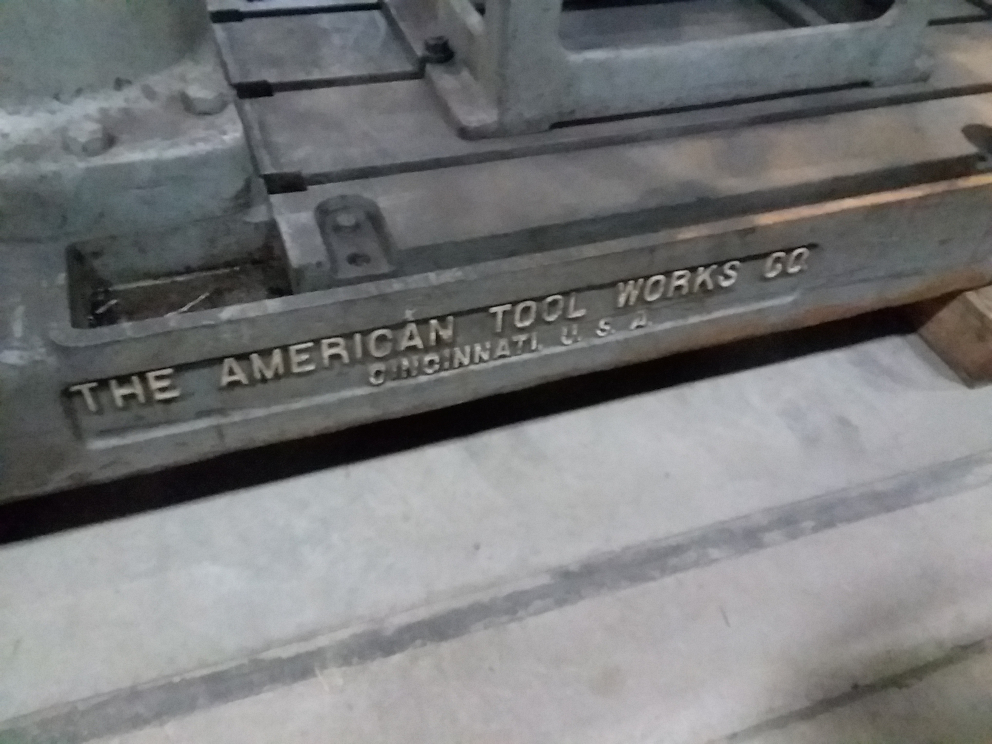 THE AMERICAN TOOL WORKS CO.
CINCINNATI, U. S. A.